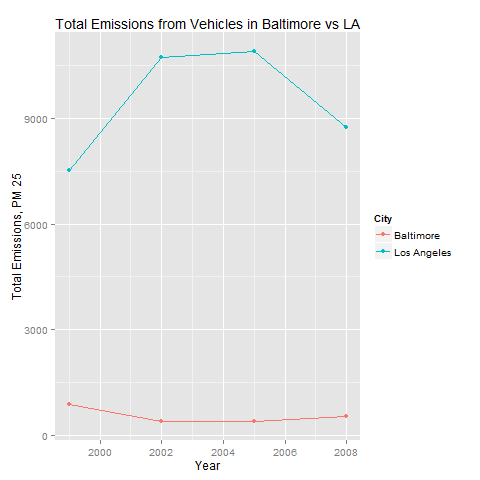 Total Emissions from Vehicles in Baltimore vs LA
Total Emissions, PM 25
9000
6000
3000
0
2000
2002
2004
2006
2008
Year
City
Baltimore
Los Angeles